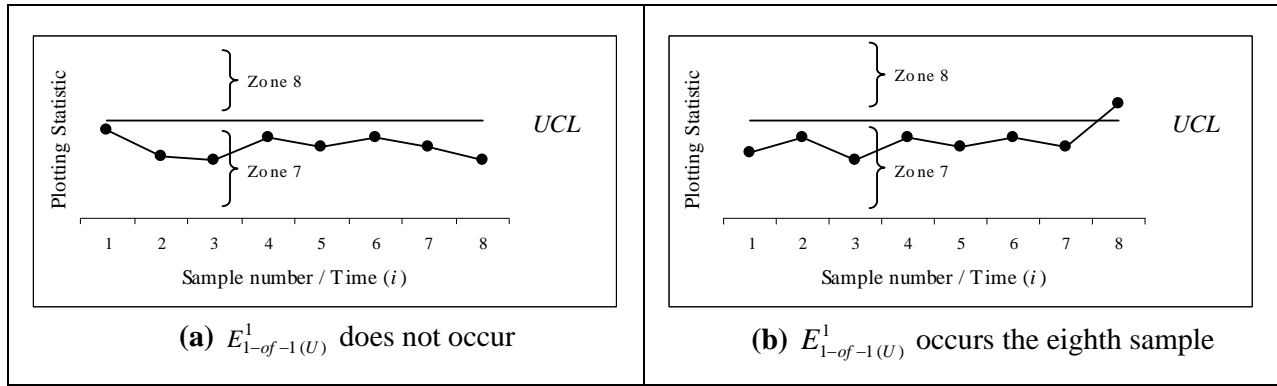 Plotting Statistic
Zone 8
UCL
Zone 7
1 2 3 4 5 6 7 8
Sample number / Time (i)
(a) E^1_{1-of-1(U)} does not occur
Plotting Statistic
Zone 8
UCL
Zone 7
1 2 3 4 5 6 7 8
Sample number / Time (i)
(b) E^1_{1-of-1(U)} occurs the eighth sample